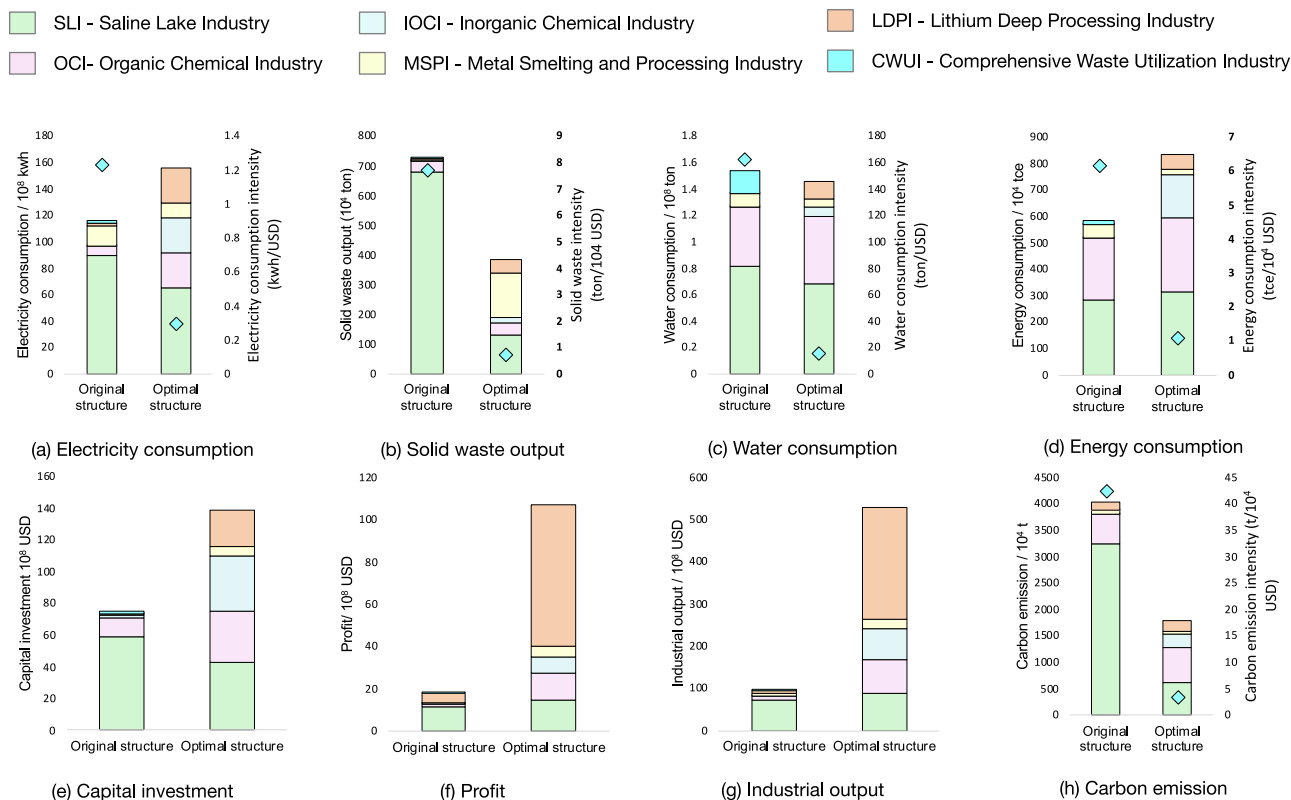 SLI - Saline Lake Industry
IOCI - Inorganic Chemical Industry
LDPI - Lithium Deep Processing Industry
OCI- Organic Chemical Industry
MSPI - Metal Smelting and Processing Industry
CWUI - Comprehensive Waste Utilization Industry
Electricity consumption / 10⁸ kwh
180
160
140
120
100
80
60
40
20
0
1.4
1.2
1
0.8
0.6
0.4
0.2
0
Electricity consumption intensity
(kwh/USD)
Original
structure
Optimal
structure
(a) Electricity consumption
Solid waste output (10⁴ ton)
800
700
600
500
400
300
200
100
0
9
8
7
6
5
4
3
2
1
0
Solid waste intensity
(ton/104 USD)
Original
structure
Optimal
structure
(b) Solid waste output
Water consumption / 10⁸ ton
1.8
1.6
1.4
1.2
1
0.8
0.6
0.4
0.2
0
180
160
140
120
100
80
60
40
20
0
Water consumption intensity
(ton/USD)
Original
structure
Optimal
structure
(c) Water consumption
Energy consumption / 10⁴ tce
900
800
700
600
500
400
300
200
100
0
7
6
5
4
3
2
1
0
Energy consumption intensity
(tce/10⁴ USD)
Original
structure
Optimal
structure
(d) Energy consumption
Capital investment 10⁸ USD
160
140
120
100
80
60
40
20
0
Original structure
Optimal structure
(e) Capital investment
Profit/ 10⁸ USD
120
100
80
60
40
20
0
Original structure
Optimal structure
(f) Profit
Industrial output / 10⁸ USD
600
500
400
300
200
100
0
Original structure
Optimal structure
(g) Industrial output
Carbon emission / 10⁴ t
4500
4000
3500
3000
2500
2000
1500
1000
500
0
45
40
35
30
25
20
15
10
5
0
Carbon emission intensity (t/10⁴
USD)
Original
structure
Optimal
structure
(h) Carbon emission